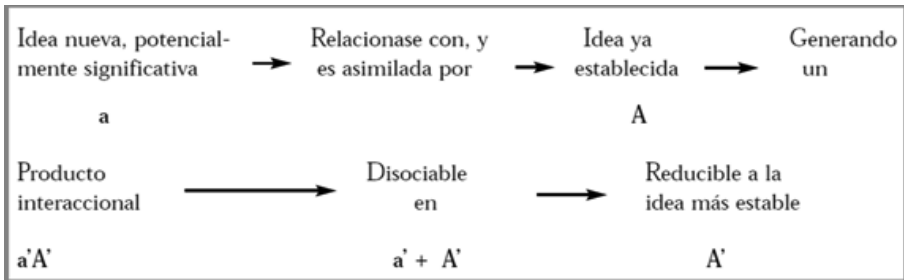 Idea nueva, potencial-
mente significativa
a
Relacionase con, y
es asimilada por
Idea ya
establecida
A
Generando
un
Producto
interaccional
a’A’
Disociable
en
a’ + A’
Reducible a la
idea más estable
A’